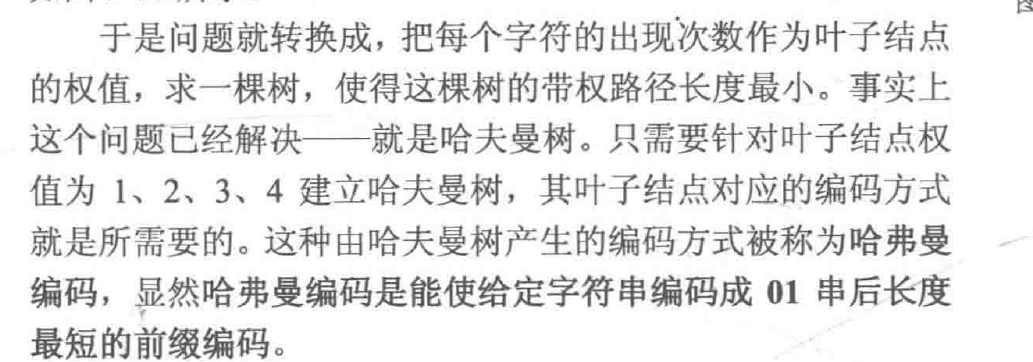 于是问题就转换成，把每个字符的出现次数作为叶子结点
的权值，求一棵树，使得这棵树的带权路径长度最小。事实上
这个问题已经解决——就是哈夫曼树。只需要针对叶子结点权
值为 1、2、3、4 建立哈夫曼树，其叶子结点对应的编码方式
就是所需要的。这种由哈夫曼树产生的编码方式被称为哈弗曼
编码，显然哈弗曼编码是能使给定字符串编码成 01 串后长度
最短的前缀编码。